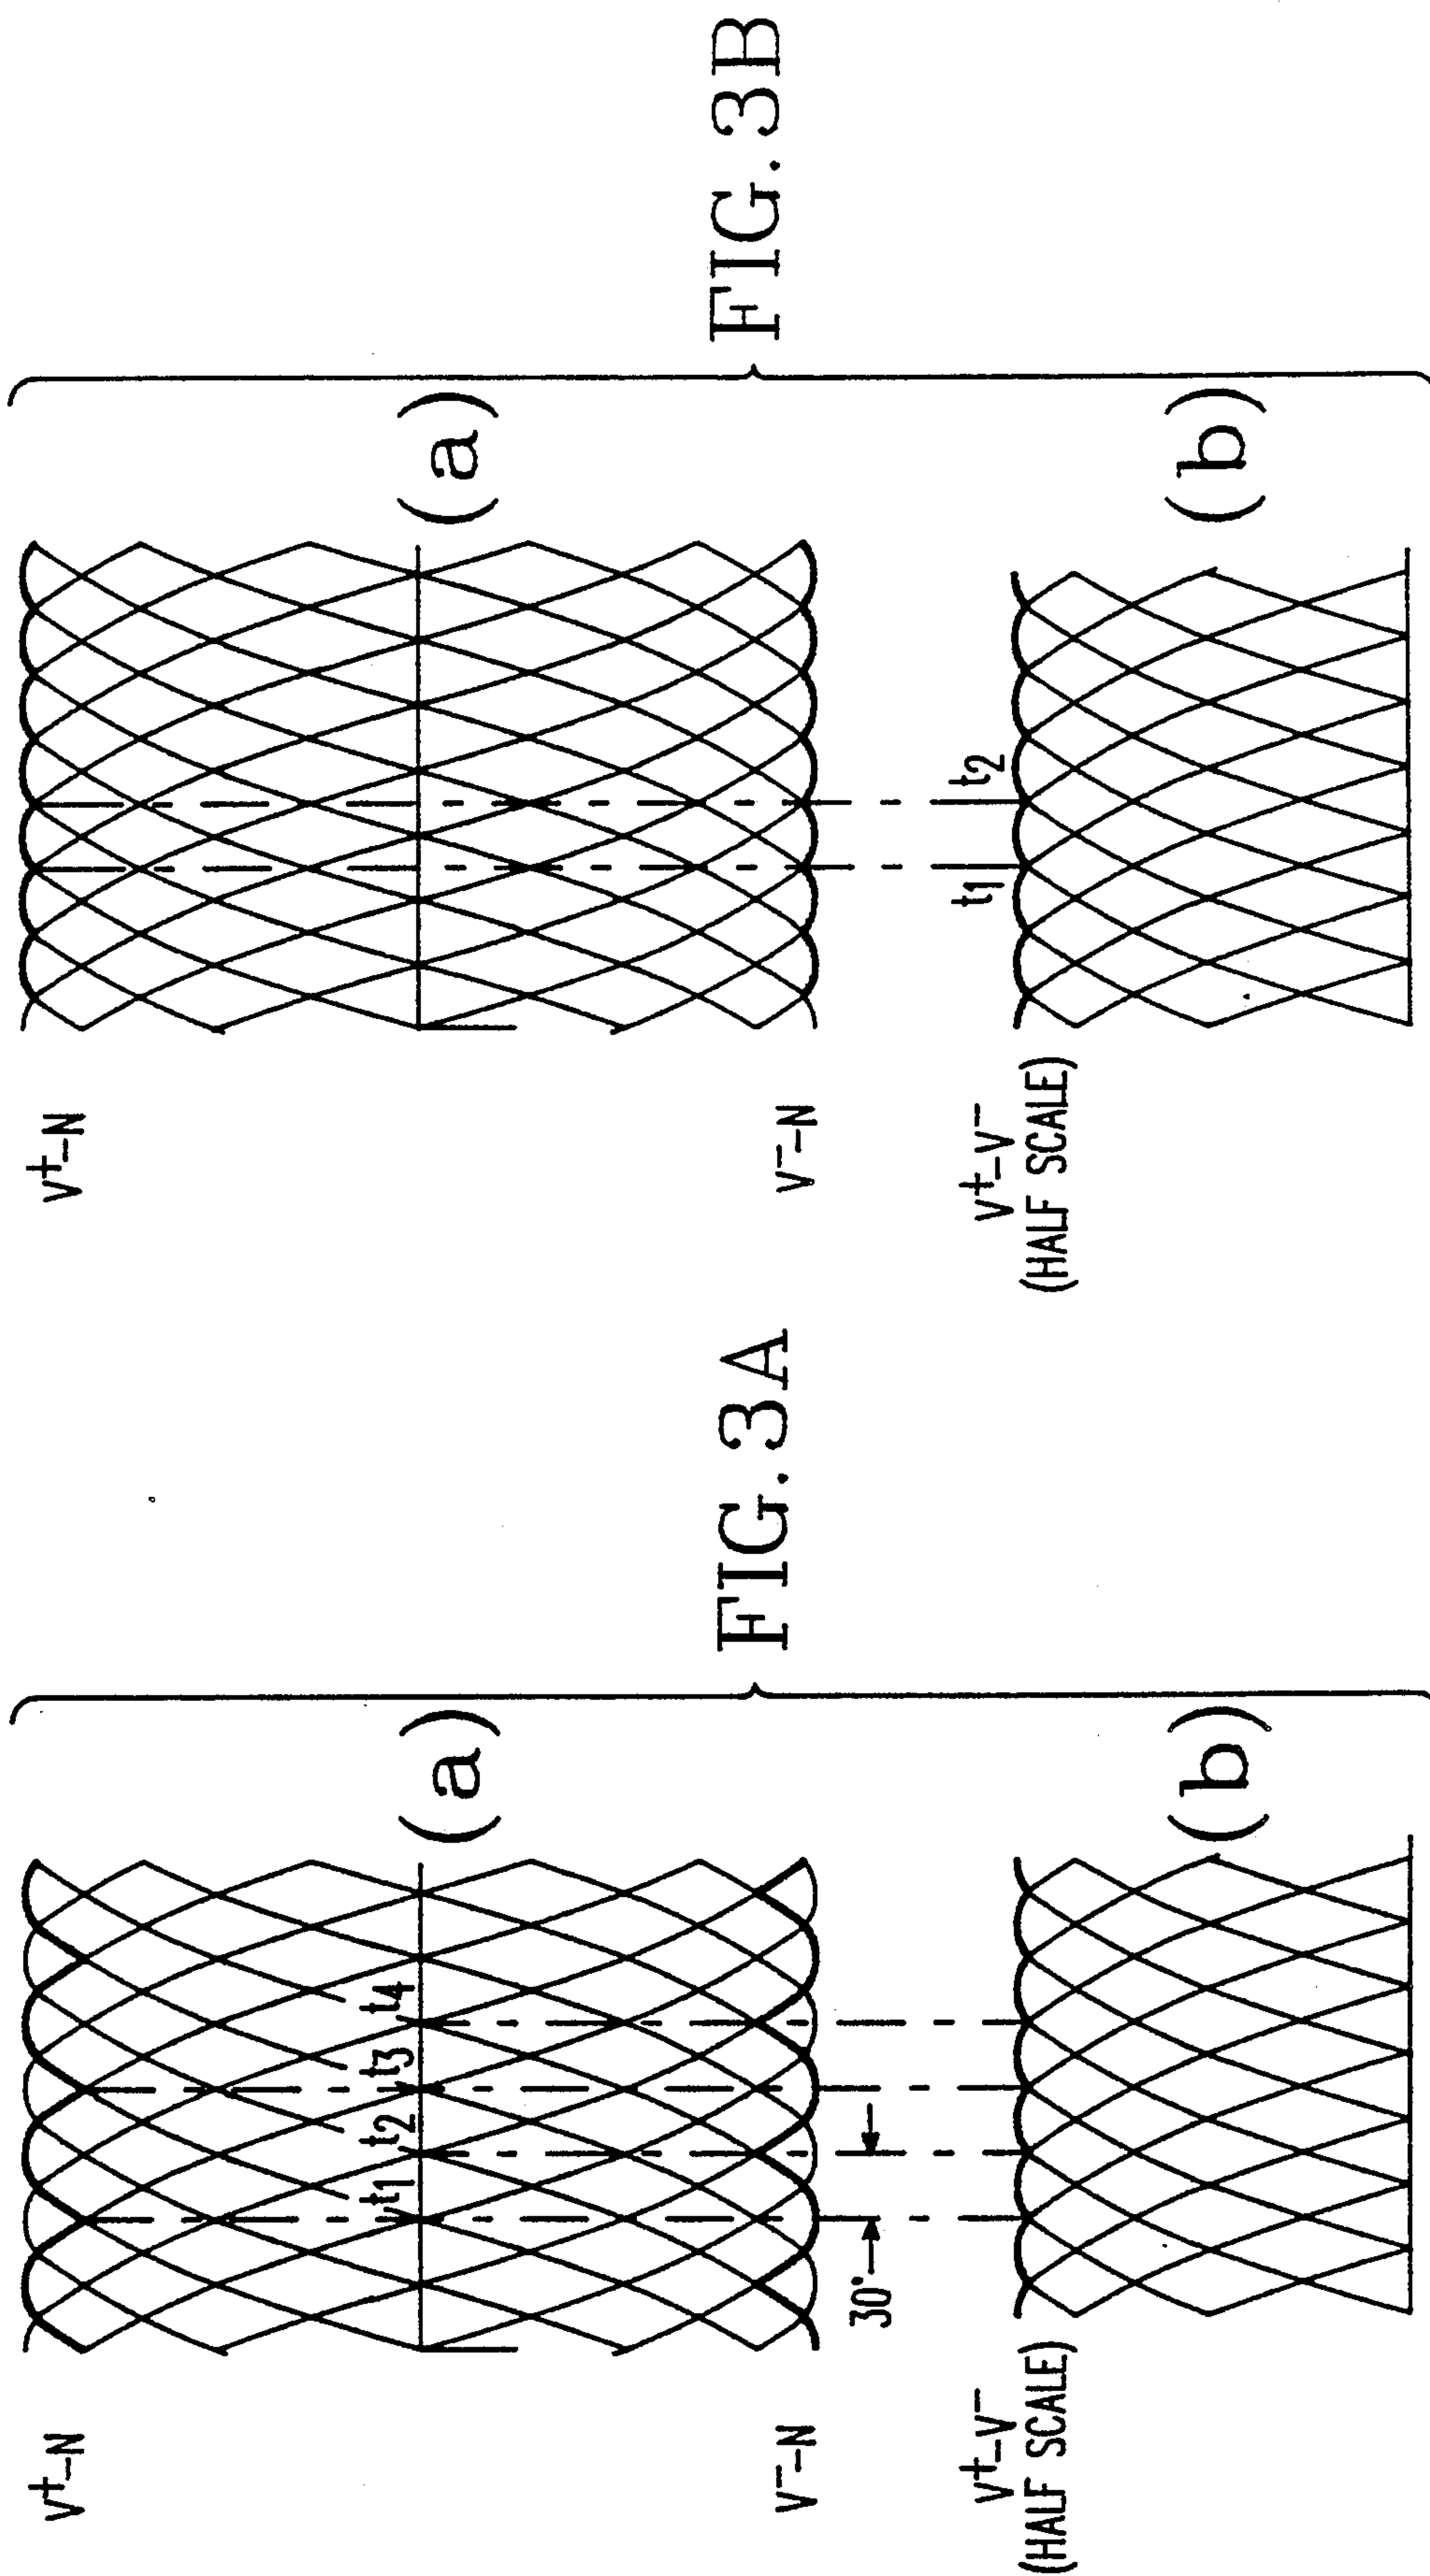 V+-N
(a)
t1 t2 t3 t4
V--N
30°
V+-V-
(HALF SCALE)
(b)
FIG. 3A
V+-N
(a)
V--N
t1 t2
V+-V-
(HALF SCALE)
(b)
FIG. 3B